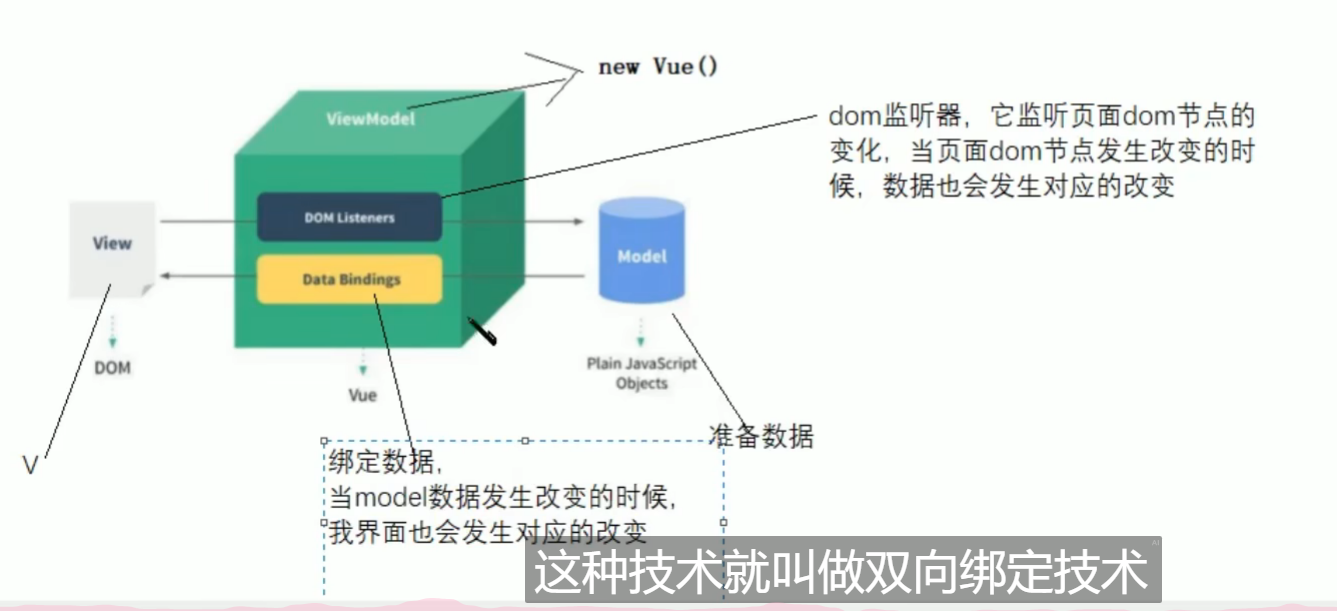 new Vue()
ViewModel
dom监听器，它监听页面dom节点的
变化，当页面dom节点发生改变的时
候，数据也会发生对应的改变
DOM Listeners
View
Model
Data Bindings
DOM
Vue
Plain JavaScript
Objects
准备数据
V
绑定数据，
当model数据发生改变的时候，
我界面也会发生对应的改变
这种技术就叫做双向绑定技术